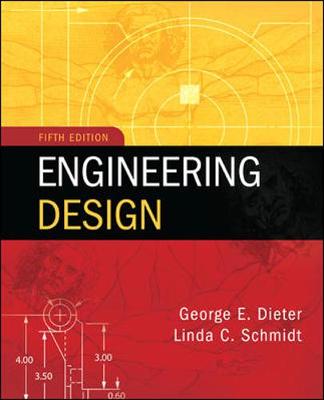 FIFTH EDITION
ENGINEERING
DESIGN
George E. Dieter
Linda C. Schmidt
4.00
3.00
3.50
0.60